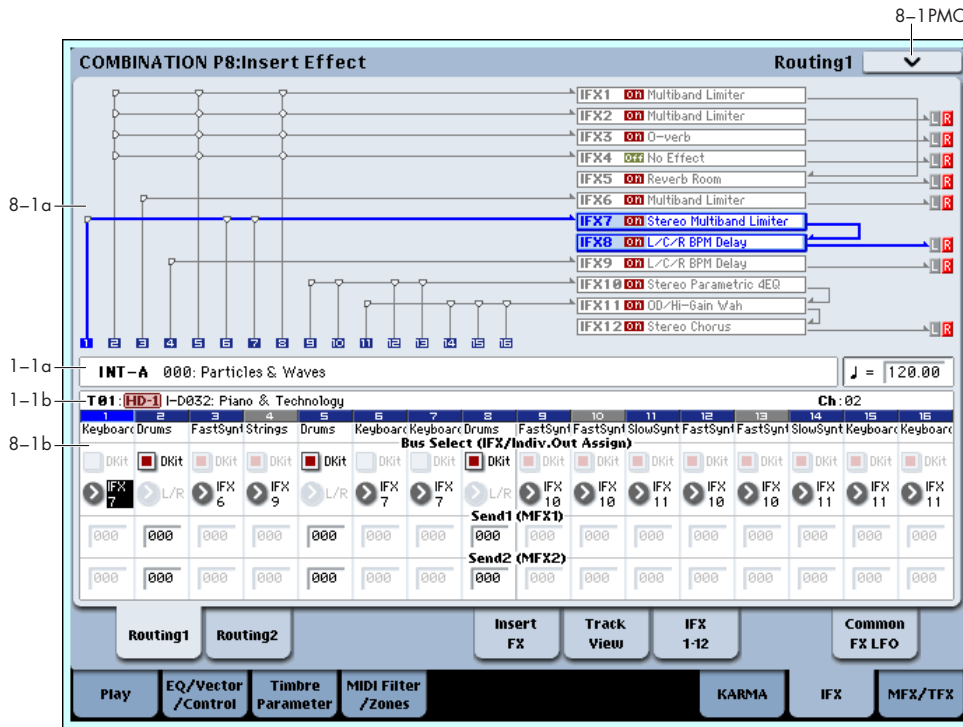 8–1PMC
COMBINATION P8:Insert Effect
Routing1
IFX1 On Multiband Limiter
IFX2 On Multiband Limiter
L R
IFX3 On O-verb
L R
IFX4 Off No Effect
L R
IFX5 On Reverb Room
L R
8–1a
IFX6 On Multiband Limiter
L R
IFX7 On Stereo Multiband Limiter
IFX8 On L/C/R BPM Delay
L R
IFX9 On L/C/R BPM Delay
L R
IFX10 On Stereo Parametric 4EQ
IFX11 On OD/Hi-Gain Wah
IFX12 On Stereo Chorus
L R
1 2 3 4 5 6 7 8 9 10 11 12 13 14 15 16
1–1a
INT-A 000: Particles & Waves
♩ = 120.00
1–1b
T01: HD-1 I-D032: Piano & Technology
Ch:02
1 2 3 4 5 6 7 8 9 10 11 12 13 14 15 16
Keyboarc Drums FastSynt Strings Drums Keyboarc Keyboarc Drums FastSynt FastSynt SlowSynt FastSynt FastSynt SlowSynt Keyboarc Keyboarc
8–1b
Bus Select (IFX/Indiv.Out Assign)
DKit DKit DKit DKit DKit DKit DKit DKit DKit DKit DKit DKit DKit DKit DKit DKit
IFX 7 L/R IFX 6 IFX 9 L/R IFX 7 IFX 7 L/R IFX 10 IFX 10 IFX 11 IFX 10 IFX 10 IFX 11 IFX 11 IFX 11
Send1 (MFX1)
000 000 000 000 000 000 000 000 000 000 000 000 000 000 000 000
Send2 (MFX2)
000 000 000 000 000 000 000 000 000 000 000 000 000 000 000 000
Routing1
Routing2
Insert FX
Track View
IFX 1-12
Common FX LFO
Play
EQ/Vector /Control
Timbre Parameter
MIDI Filter /Zones
KARMA
IFX
MFX/TFX